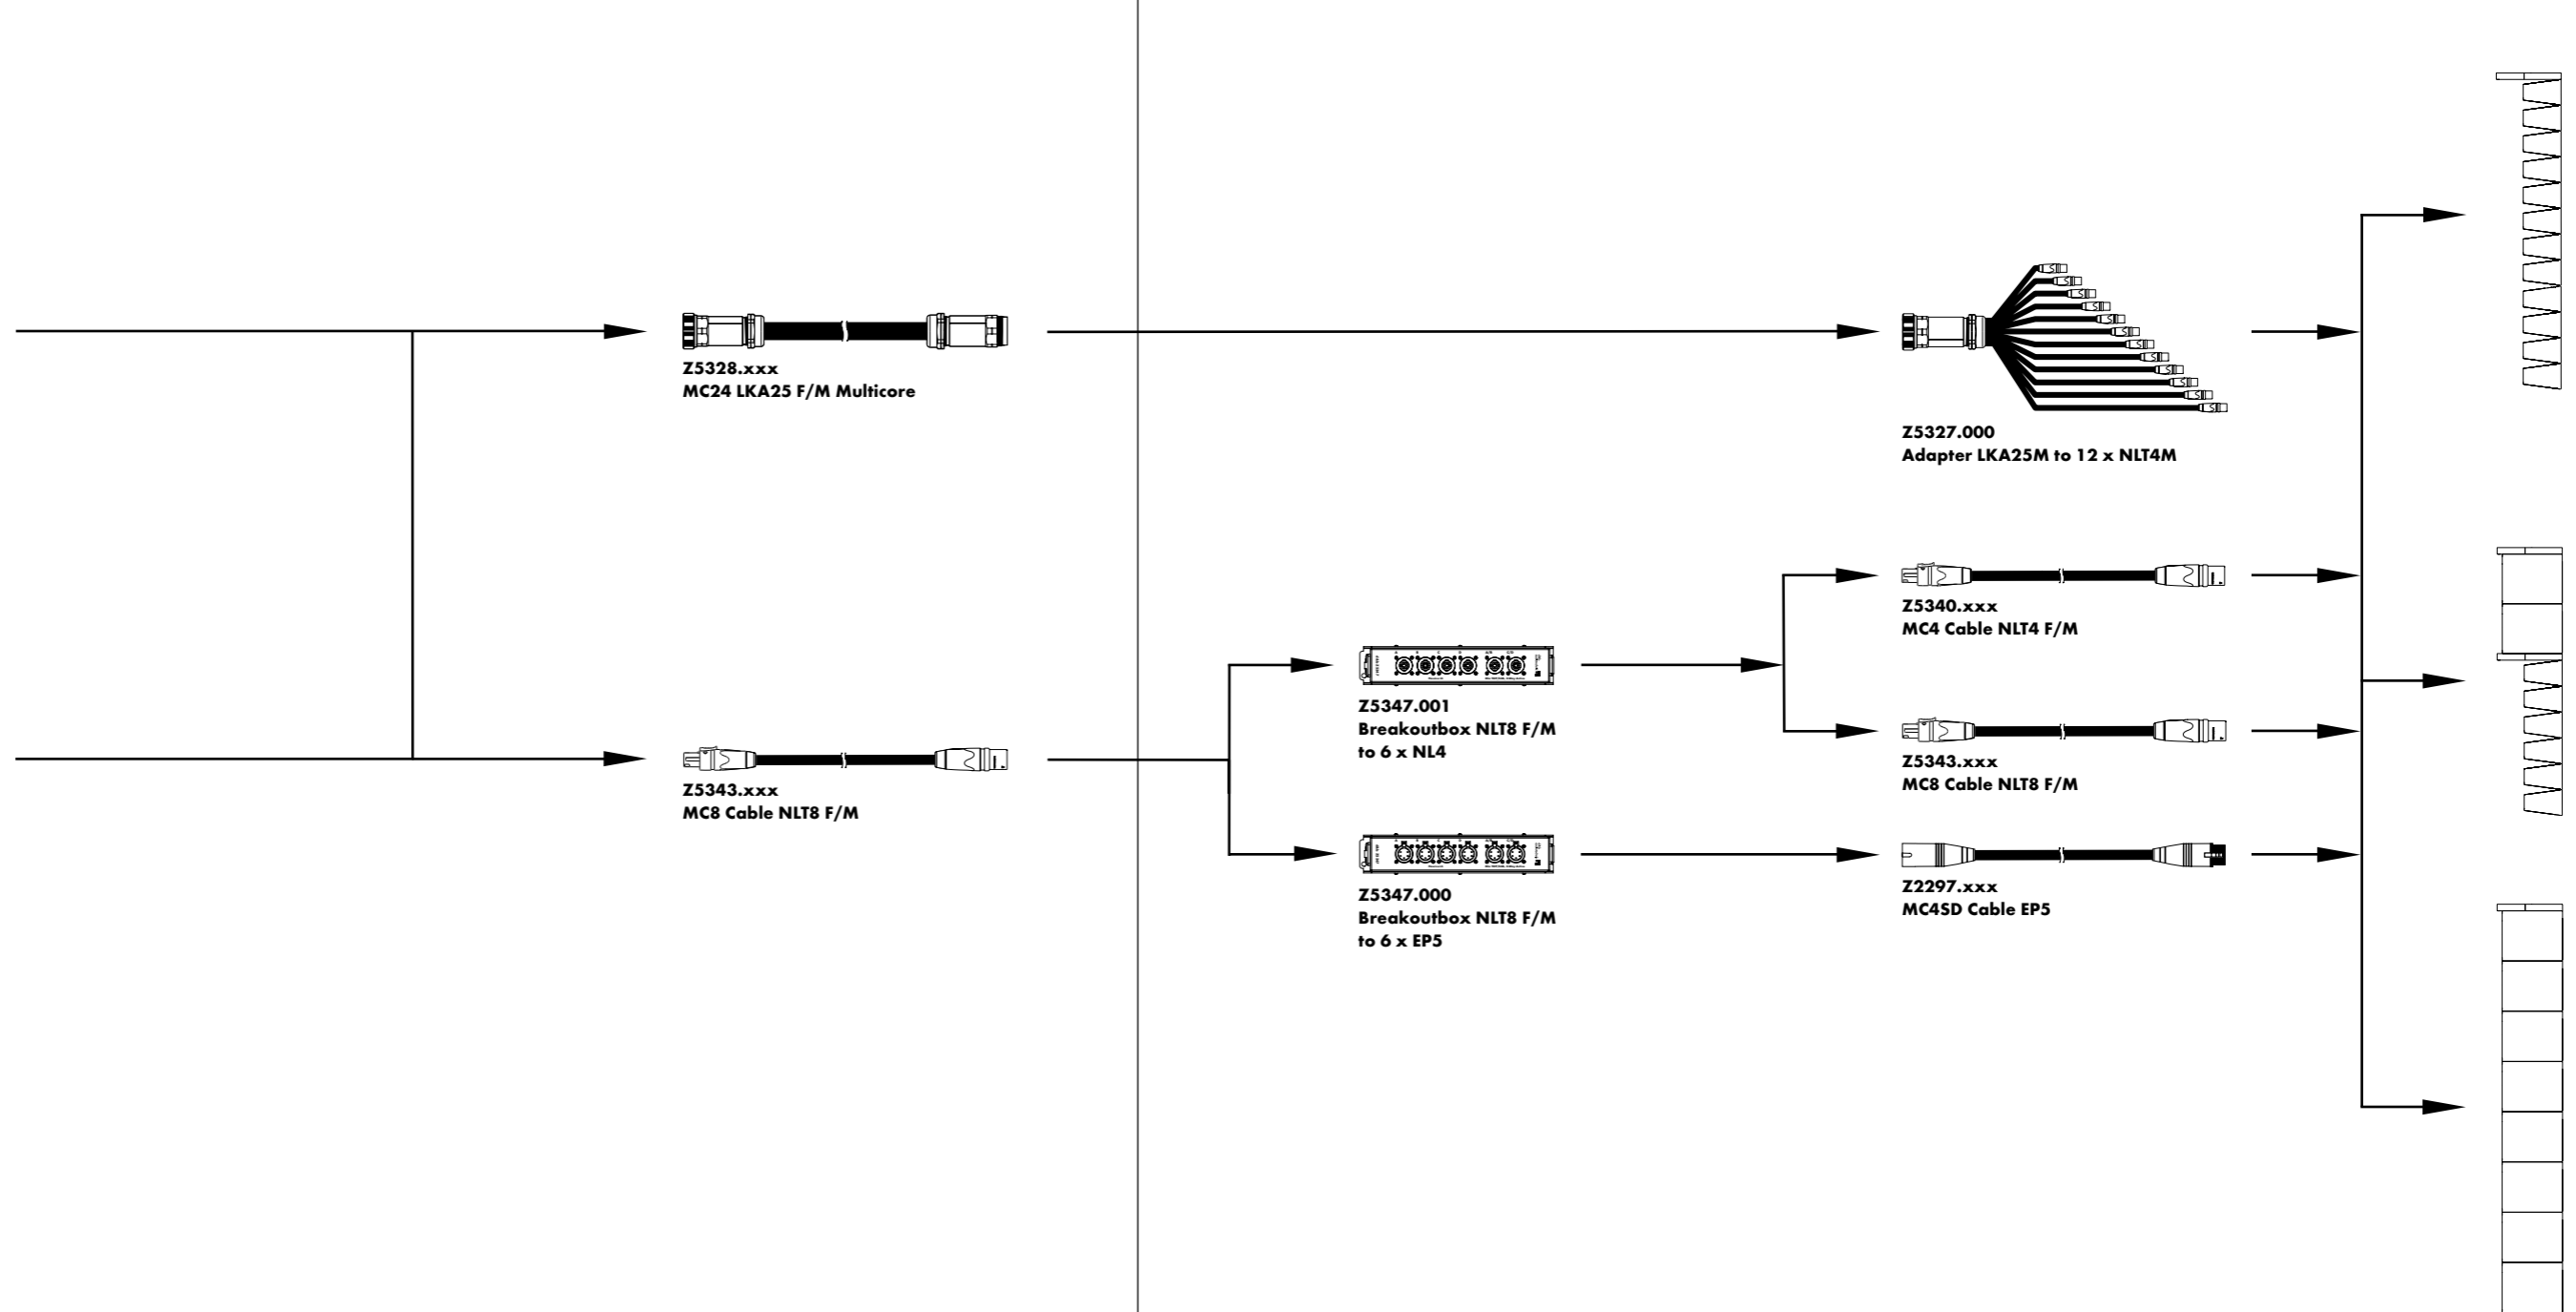 Z5328.xxx
MC24 LKA25 F/M Multicore
Z5327.000
Adapter LKA25M to 12 x NLT4M
Z5340.xxx
MC4 Cable NLT4 F/M
Z5347.001
Breakoutbox NLT8 F/M
to 6 x NL4
Z5343.xxx
MC8 Cable NLT8 F/M
Z5343.xxx
MC8 Cable NLT8 F/M
Z5347.000
Breakoutbox NLT8 F/M
to 6 x EP5
Z2297.xxx
MC4SD Cable EP5